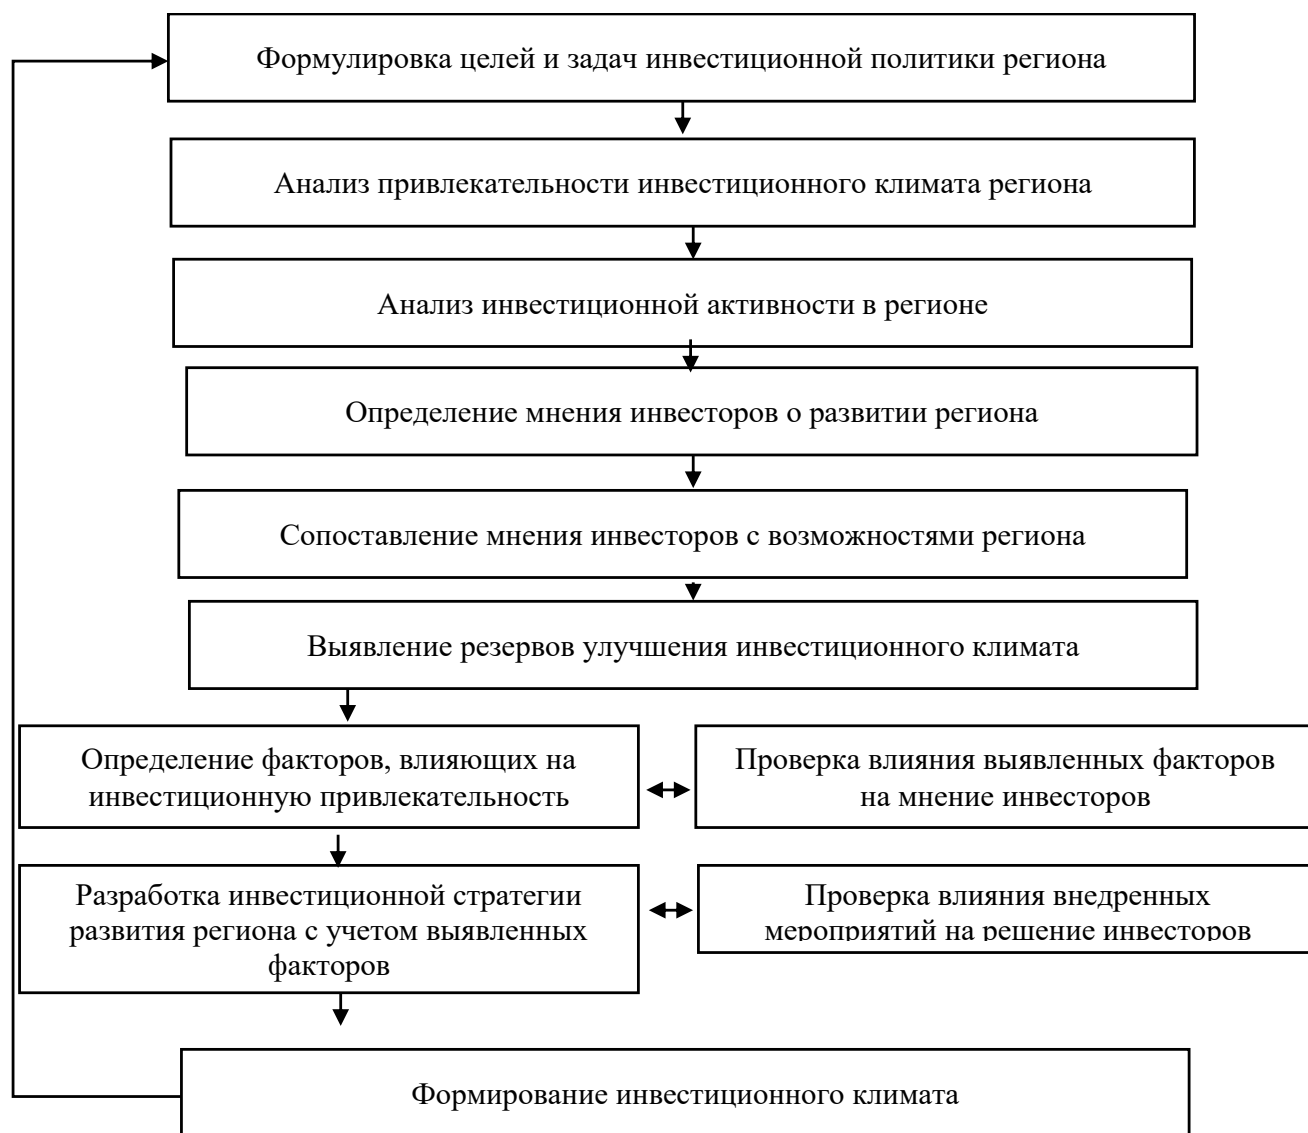 Формулировка целей и задач инвестиционной политики региона
Анализ привлекательности инвестиционного климата региона
Анализ инвестиционной активности в регионе
Определение мнения инвесторов о развитии региона
Сопоставление мнения инвесторов с возможностями региона
Выявление резервов улучшения инвестиционного климата
Определение факторов, влияющих на
инвестиционную привлекательность
Проверка влияния выявленных факторов
на мнение инвесторов
Разработка инвестиционной стратегии
развития региона с учетом выявленных
факторов
Проверка влияния внедренных
мероприятий на решение инвесторов
Формирование инвестиционного климата